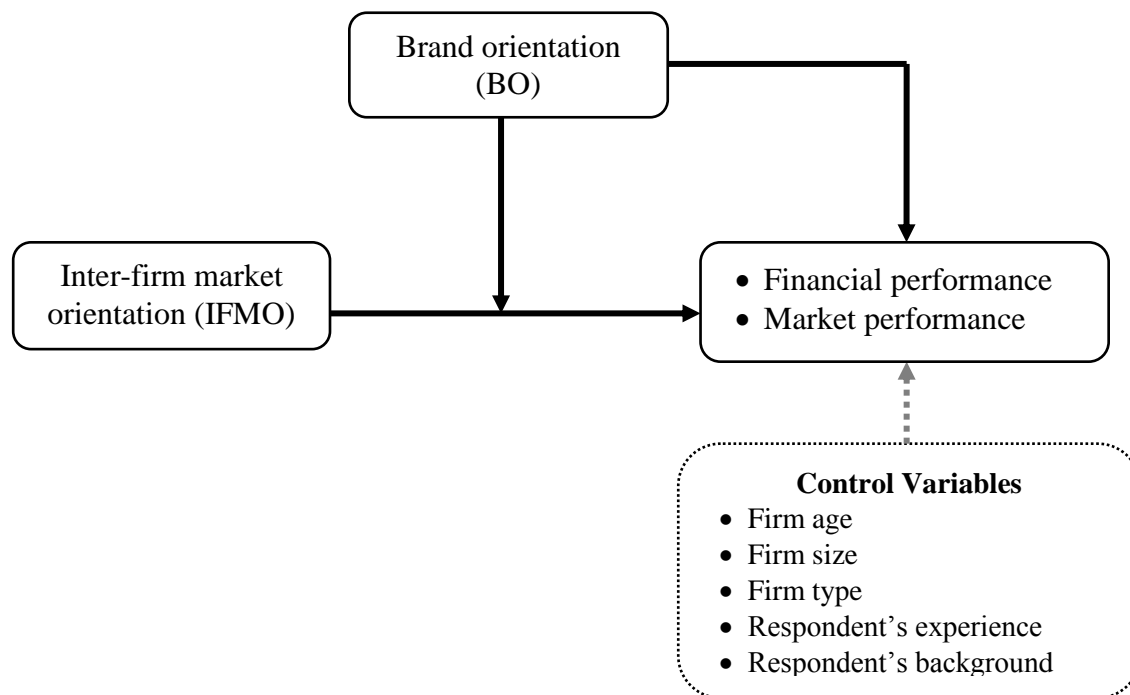 Brand orientation
(BO)
Inter-firm market
orientation (IFMO)
• Financial performance
• Market performance
Control Variables
• Firm age
• Firm size
• Firm type
• Respondent’s experience
• Respondent’s background